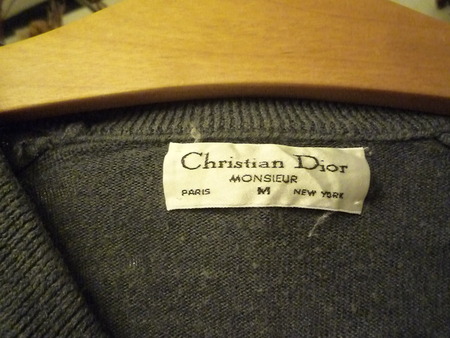 Christian Dior
MONSIEUR
PARIS M NEW YORK